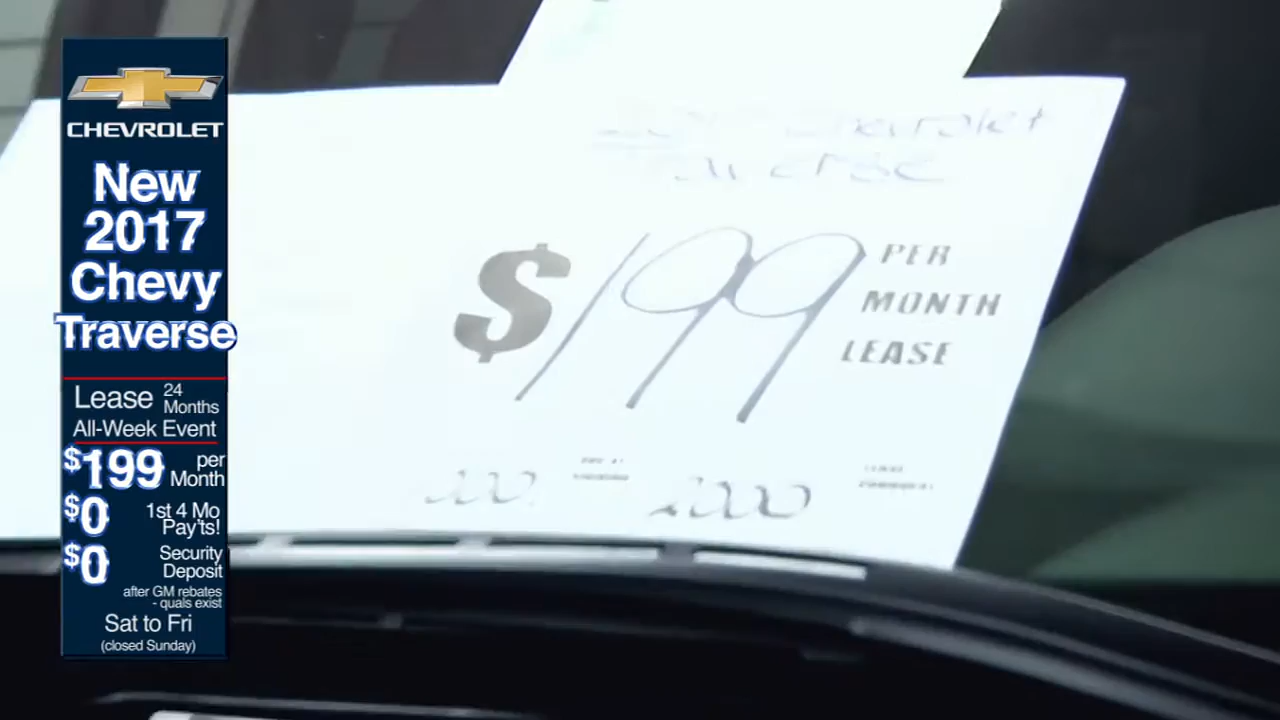 CHEVROLET
New
2017
Chevy
Traverse
Lease 24 Months
All-Week Event
$199 per Month
$0 1st 4 Mo Pay'ts!
$0 Security Deposit
after GM rebates
- quals exist
Sat to Fri
(closed Sunday)
Chevrolet
$199 PER
MONTH
LEASE